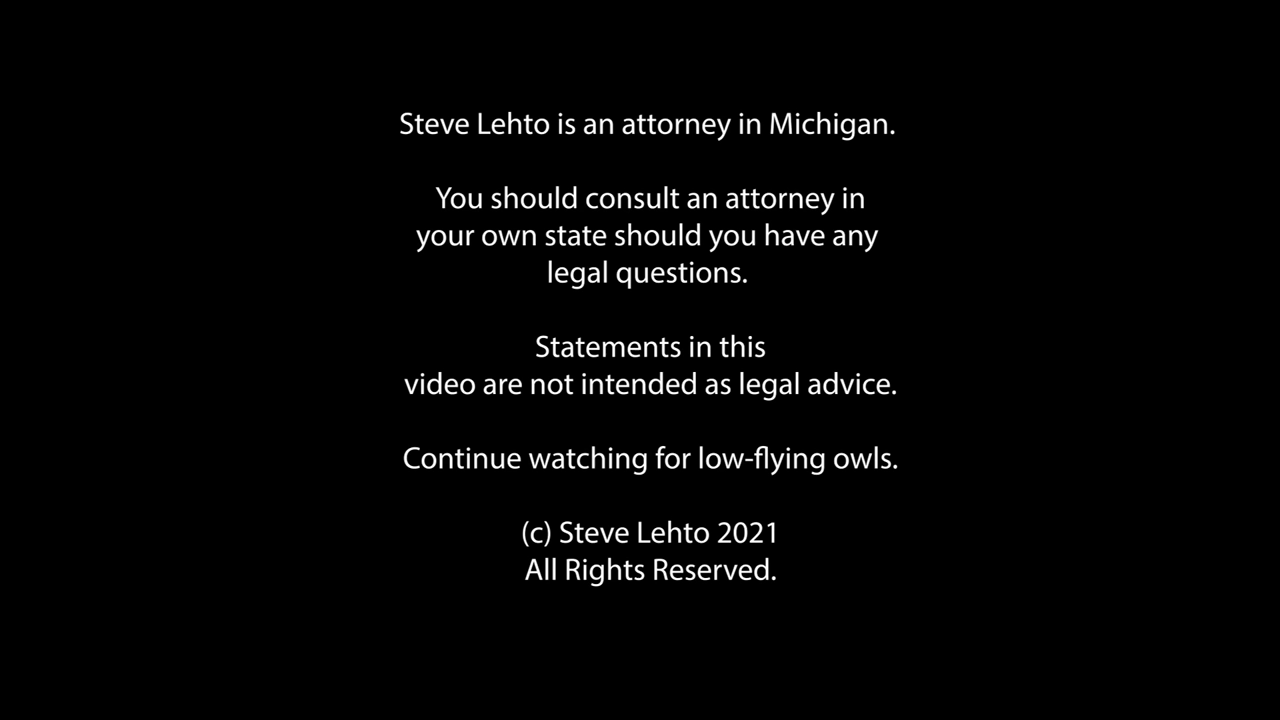 Steve Lehto is an attorney in Michigan.
You should consult an attorney in
your own state should you have any
legal questions.
Statements in this
video are not intended as legal advice.
Continue watching for low-flying owls.
(c) Steve Lehto 2021
All Rights Reserved.